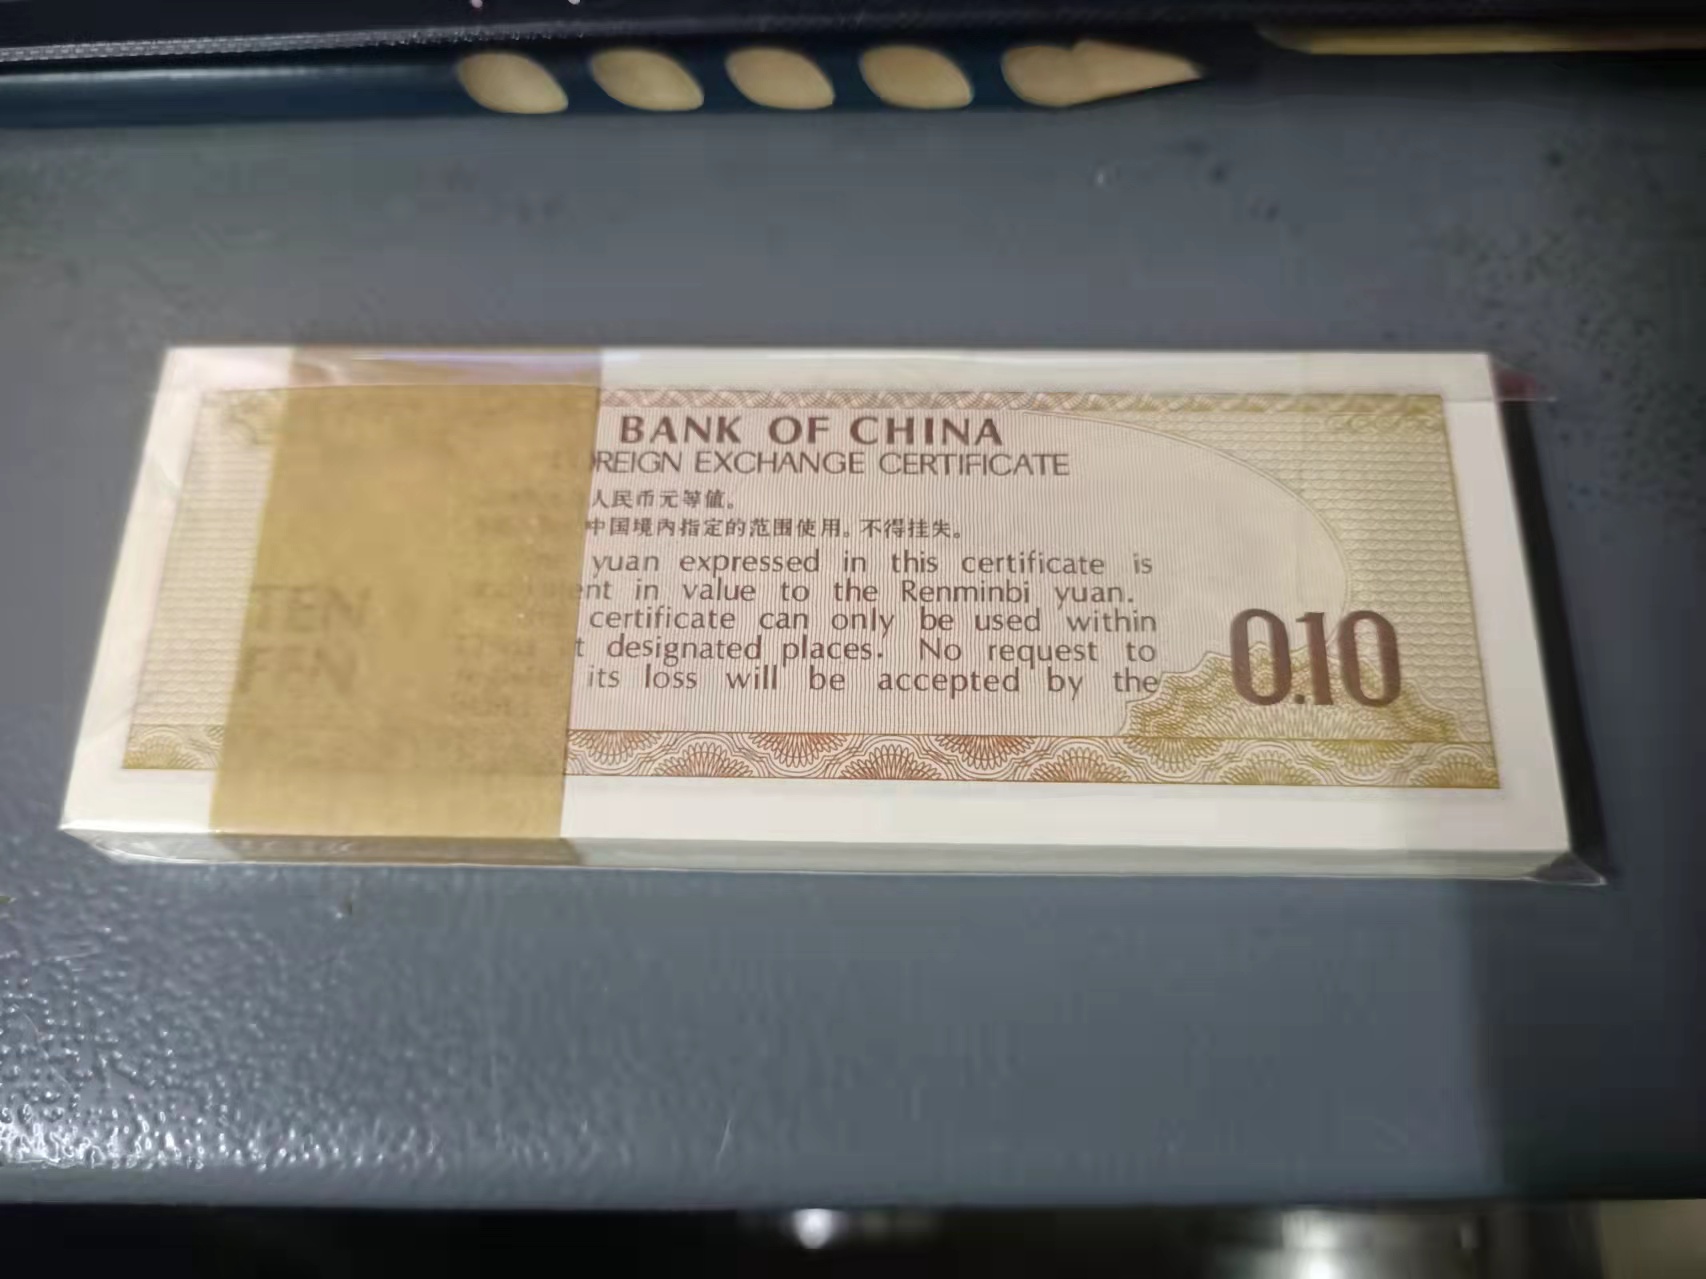 BANK OF CHINA
FOREIGN EXCHANGE CERTIFICATE
人民币元等值。
中国境内指定的范围使用。不得挂失。
yuan expressed in this certificate is
in value to the Renminbi yuan.
certificate can only be used within
designated places. No request to
its loss will be accepted by the
TEN
FEN
0.10